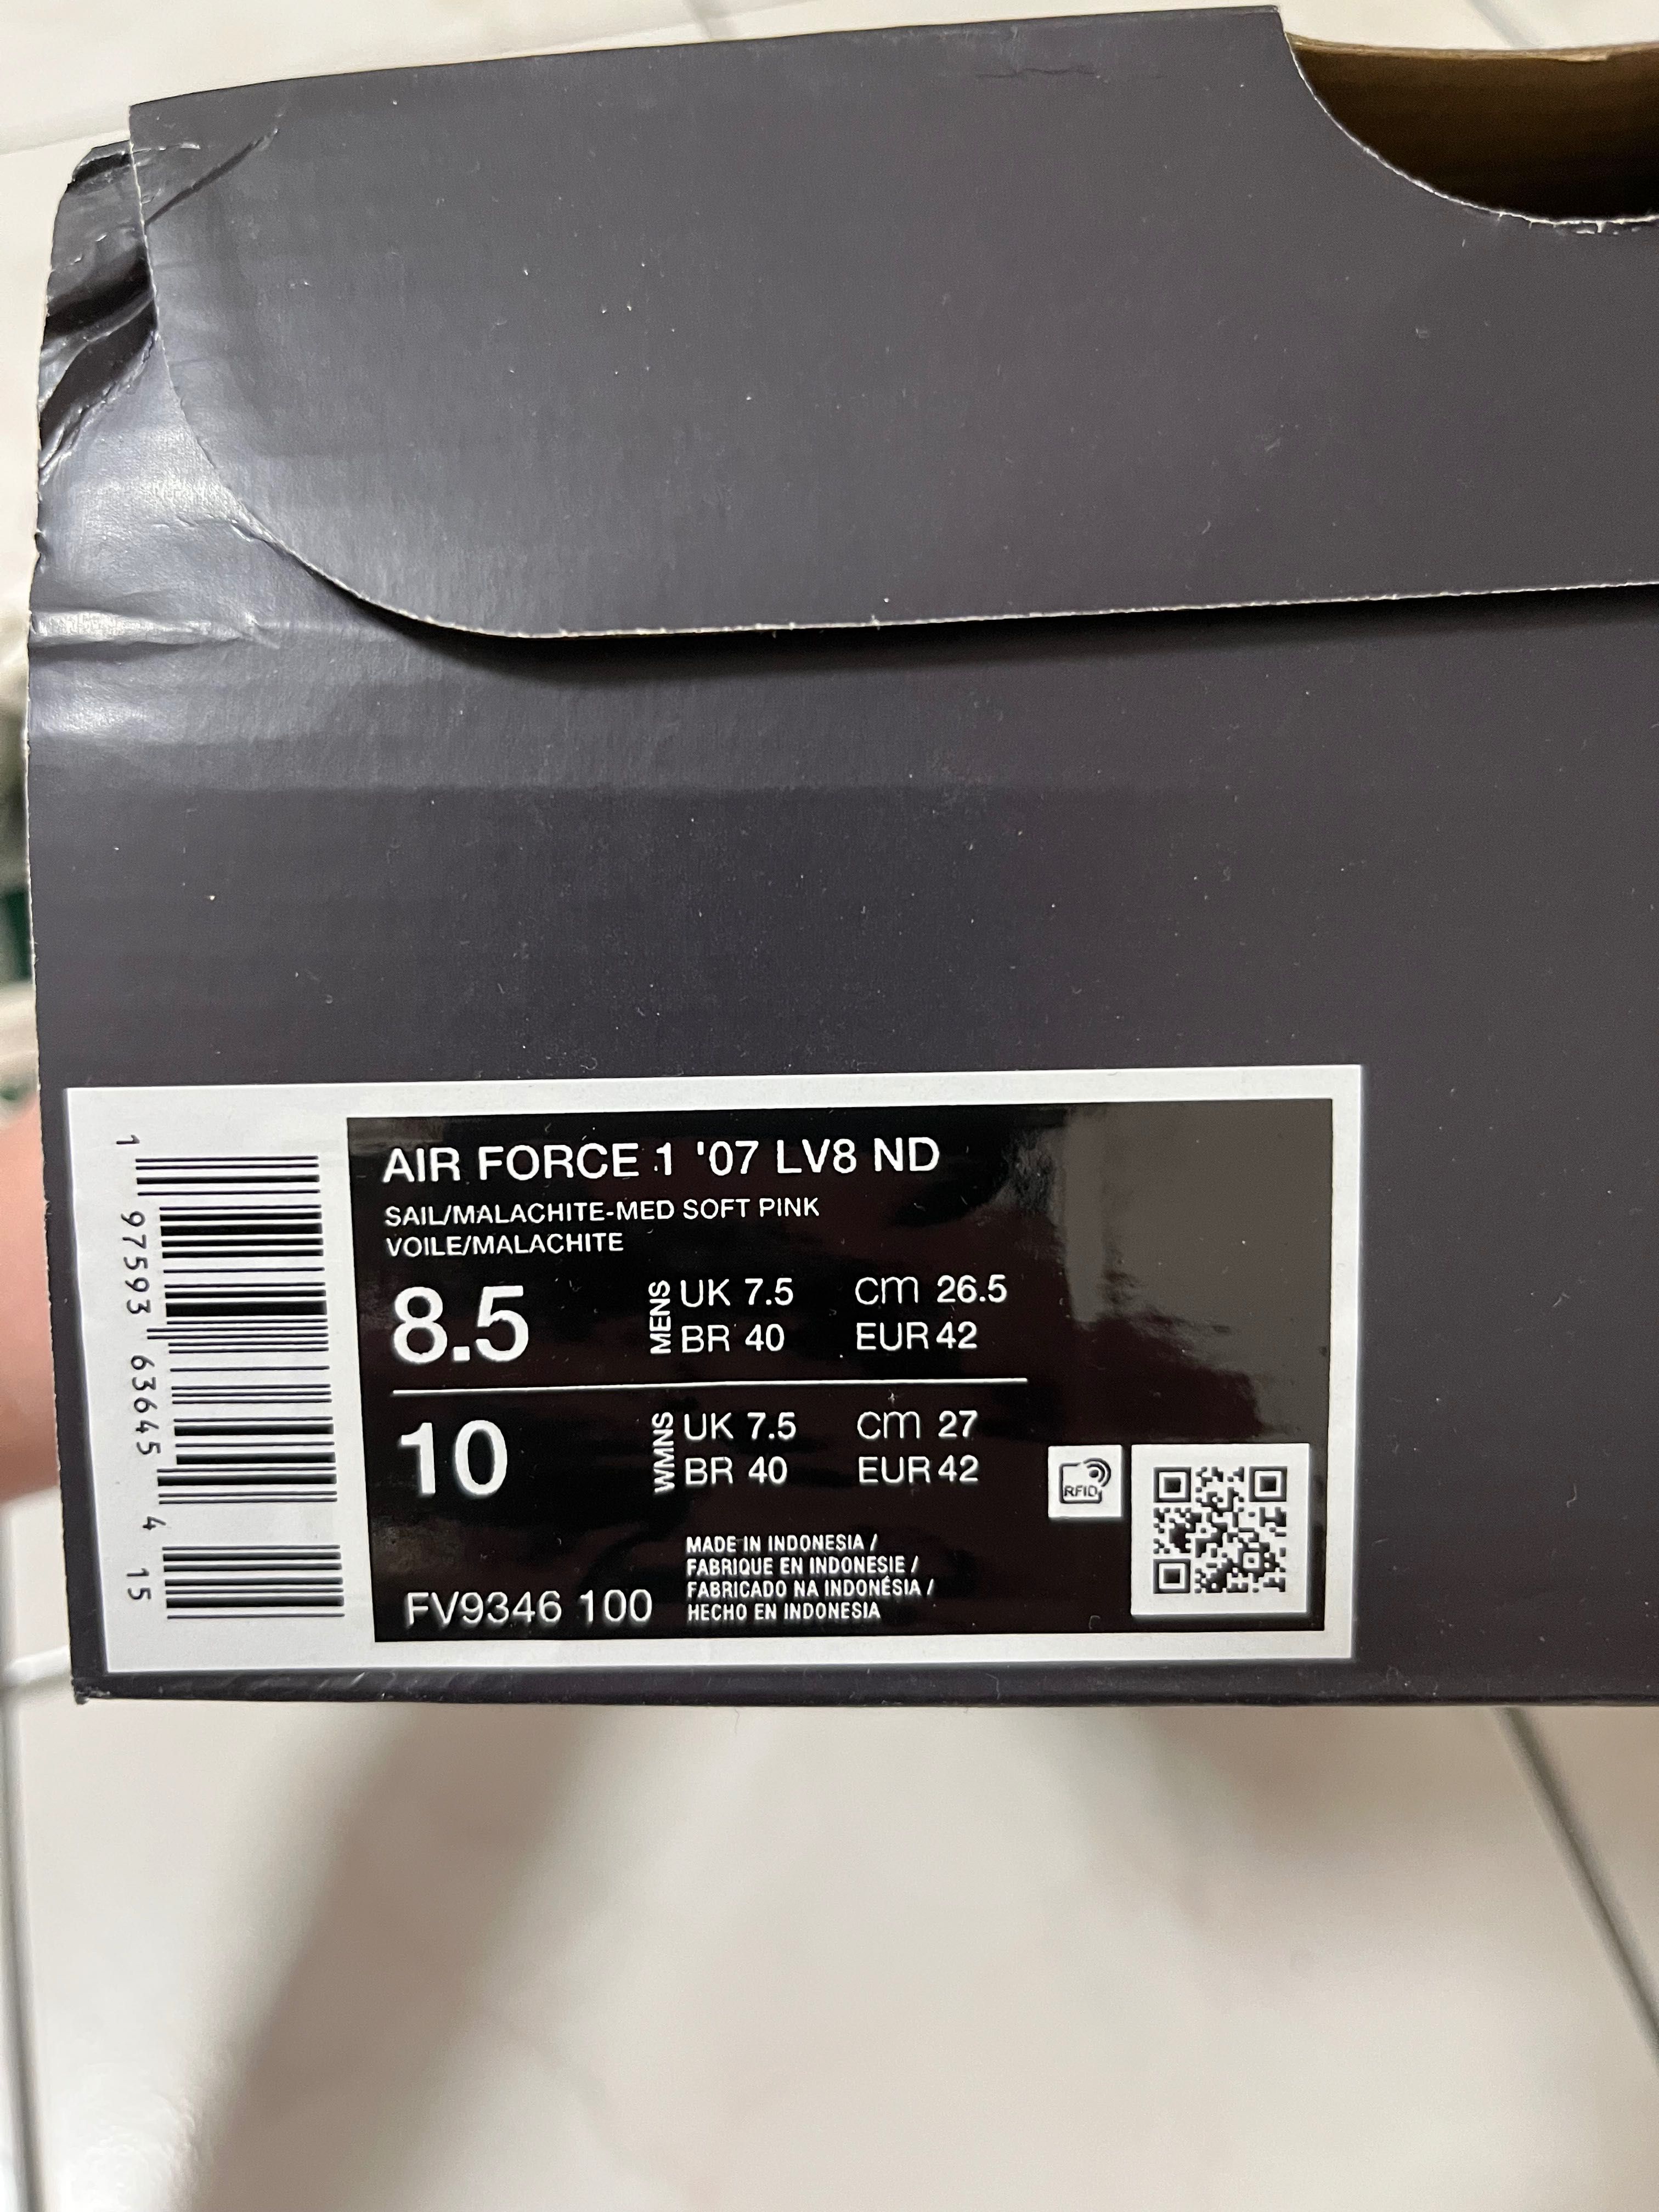 AIR FORCE 1 '07 LV8 ND
SAIL/MALACHITE-MED SOFT PINK
VOILE/MALACHITE
8.5
MENS
UK 7.5 CM 26.5
BR 40 EUR 42
10
WMNS
UK 7.5 CM 27
BR 40 EUR 42
RFID
MADE IN INDONESIA /
FABRIQUE EN INDONESIE /
FABRICADO NA INDONÉSIA /
HECHO EN INDONESIA
FV9346 100
1 97593 63645 4 15